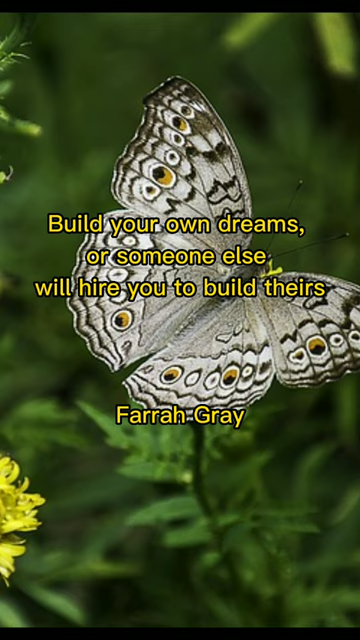 Build your own dreams,
or someone else
will hire you to build theirs
Farrah Gray